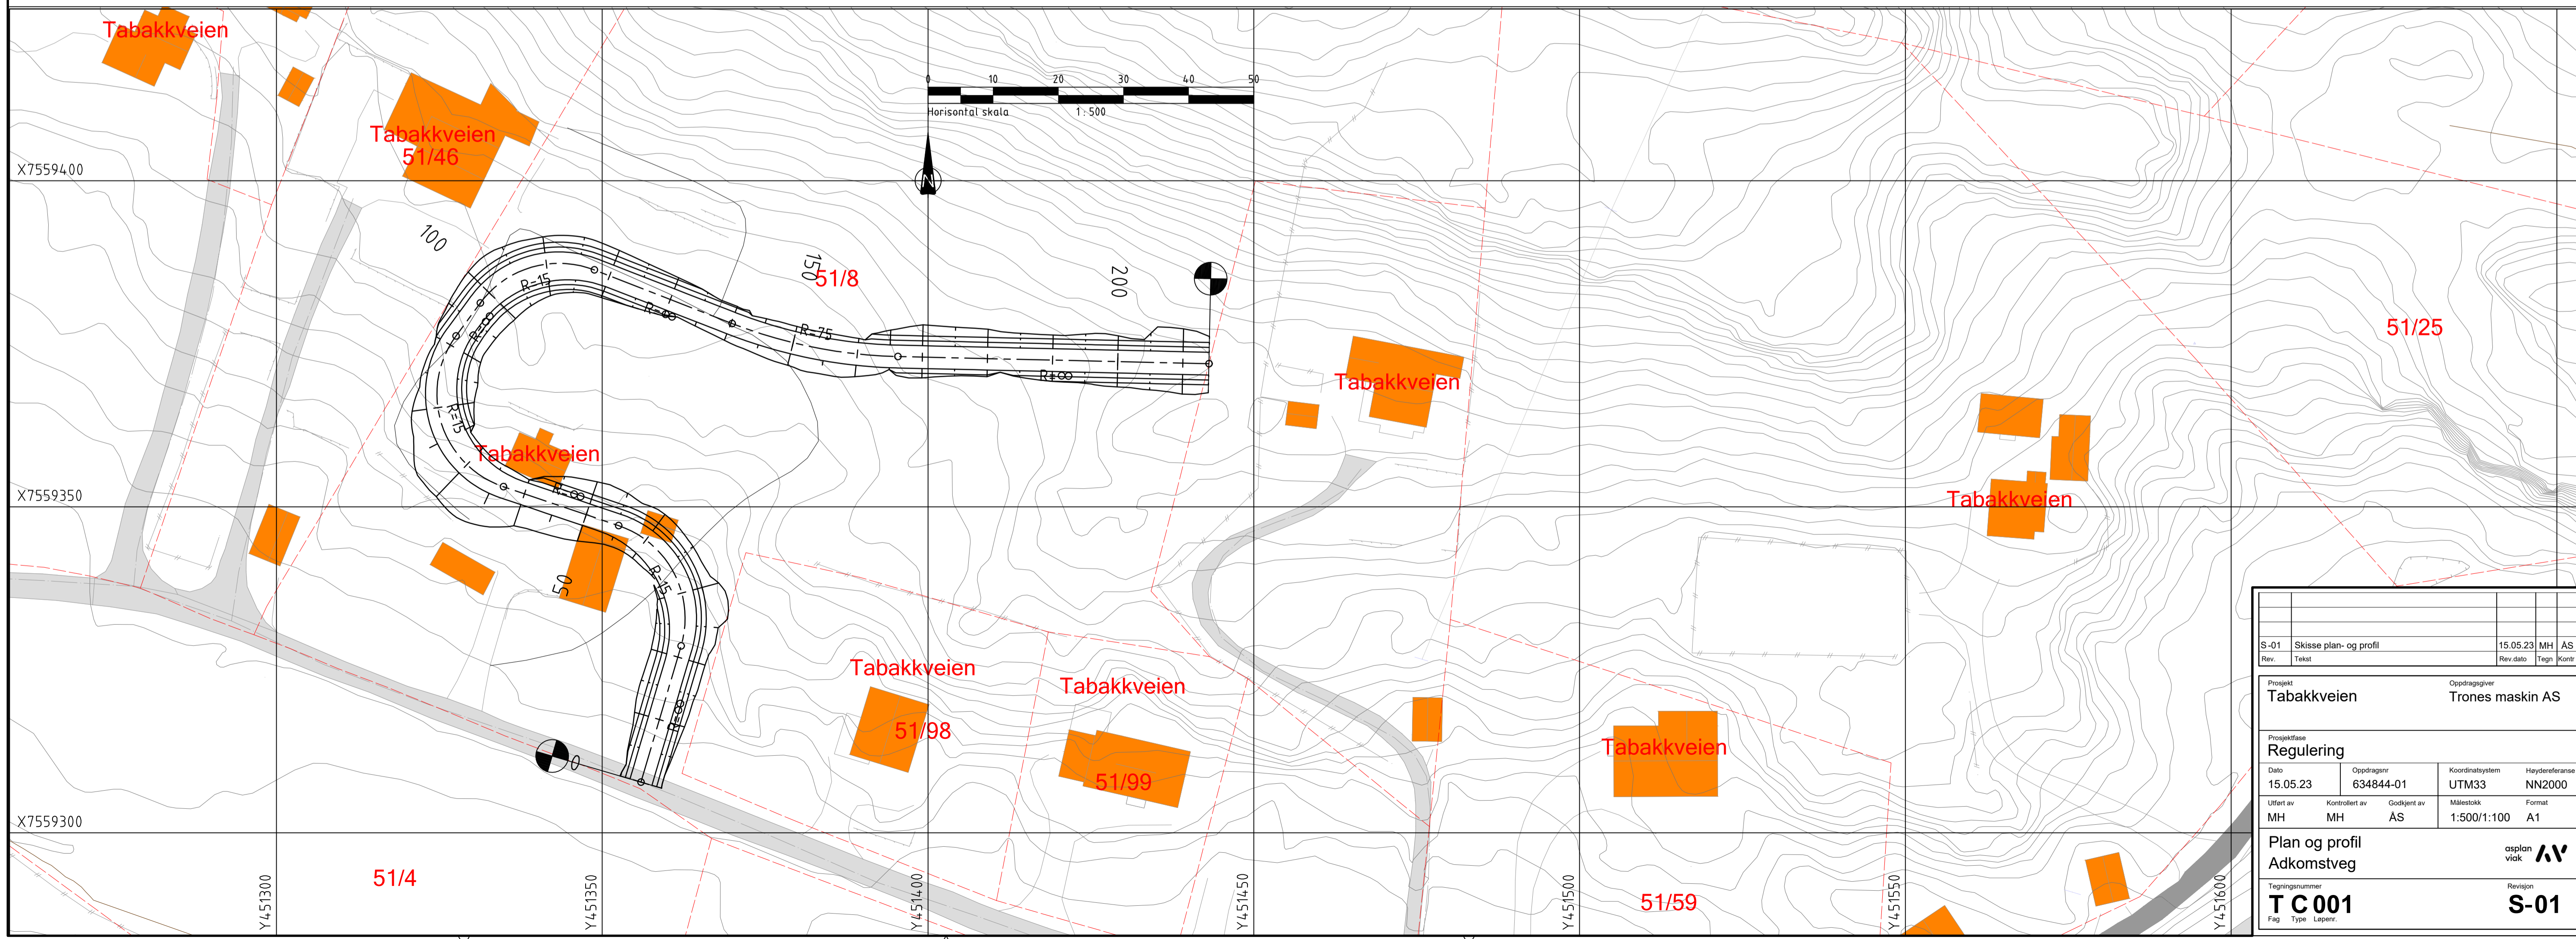 Tabakkveien
0 10 20 30 40 50
Horisontal skala 1:500
Tabakkveien
51/46
X7559400
N
100
150
51/8
200
R=15
R=∞
R=∞
R=75
51/25
R=∞
Tabakkveien
R=15
Tabakkveien
R=∞
Tabakkveien
X7559350
50
R=15
Tabakkveien
Tabakkveien
R=∞
51/98
Tabakkveien
0
51/99
X7559300
51/4
51/59
Y451300
Y451350
Y451400
Y451450
Y451500
Y451550
Y451600
S-01 Skisse plan- og profil 15.05.23 MH ÅS
Rev. Tekst Rev.dato Tegn Kontr
Prosjekt Oppdragsgiver
Tabakkveien Trones maskin AS
Prosjektfase
Regulering
Dato Oppdragsnr Koordinatsystem Høydereferanse
15.05.23 634844-01 UTM33 NN2000
Utført av Kontrollert av Godkjent av Målestokk Format
MH MH ÅS 1:500/1:100 A1
Plan og profil
Adkomstveg
asplan
viak
Tegningsnummer Revisjon
T C 001 S-01
Fag Type Løpenr.